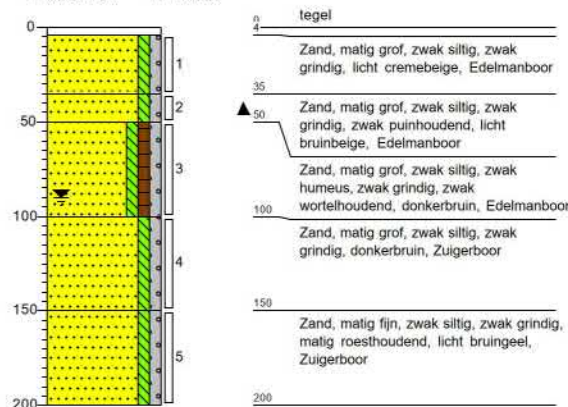 0
50
100
150
200
1
2
3
4
5
0
tegel
4
Zand, matig grof, zwak siltig, zwak
grindig, licht cremebeige, Edelmanboor
35
Zand, matig grof, zwak siltig, zwak
grindig, zwak puinhoudend, licht
bruinbeige, Edelmanboor
50
Zand, matig grof, zwak siltig, zwak
humeus, zwak grindig, zwak
wortelhoudend, donkerbruin, Edelmanboor
100
Zand, matig grof, zwak siltig, zwak
grindig, donkerbruin, Zuigerboor
150
Zand, matig fijn, zwak siltig, zwak grindig,
matig roesthoudend, licht bruingeel,
Zuigerboor
200